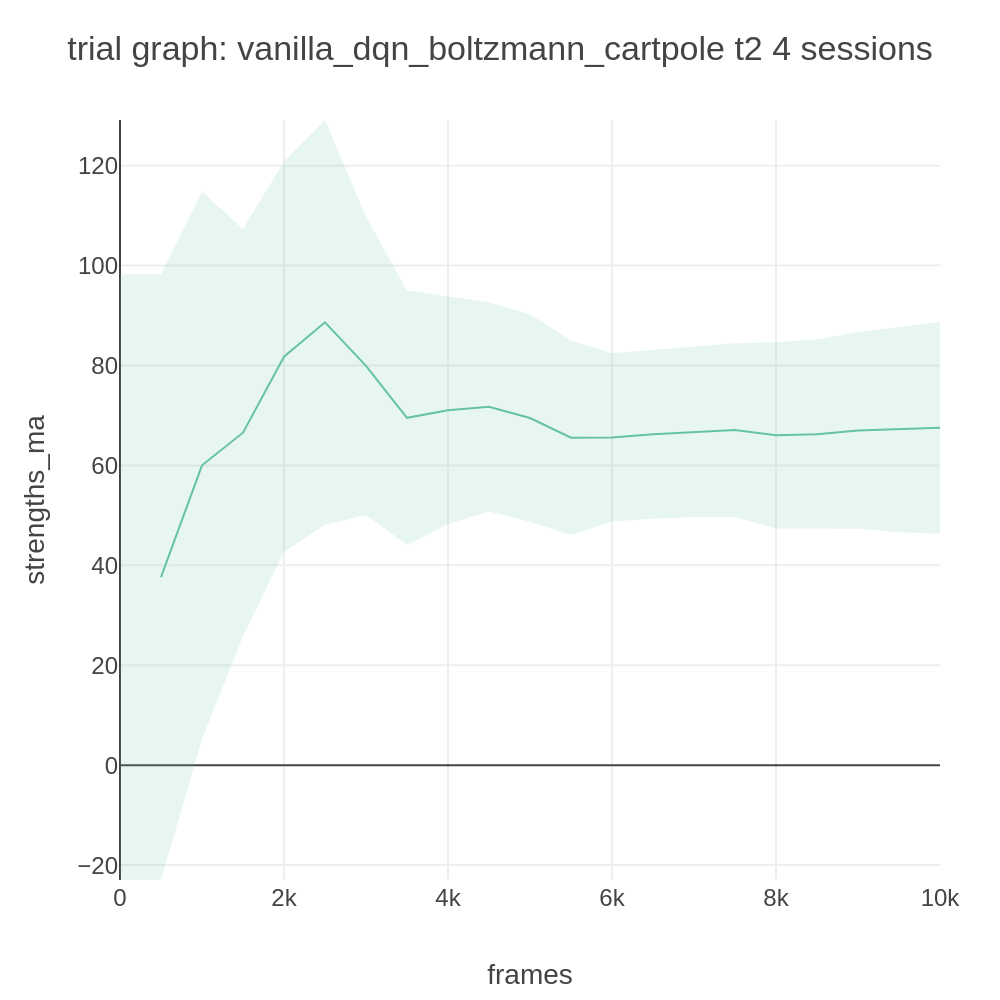 trial graph: vanilla_dqn_boltzmann_cartpole t2 4 sessions
120
100
80
60
40
20
0
−20
strengths_ma
0 2k 4k 6k 8k 10k
frames